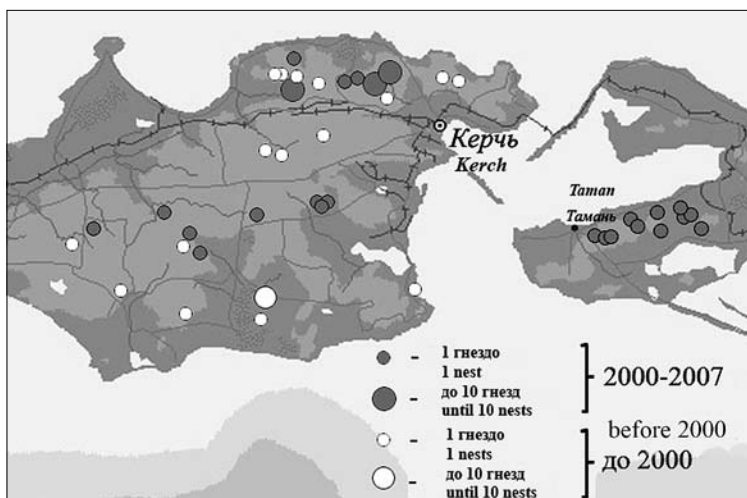 Керчь
Kerch
Taman
Тамань
- 1 гнездо
1 nest
- до 10 гнезд
until 10 nests
2000-2007
- 1 гнездо
1 nests
- до 10 гнезд
until 10 nests
before 2000
до 2000